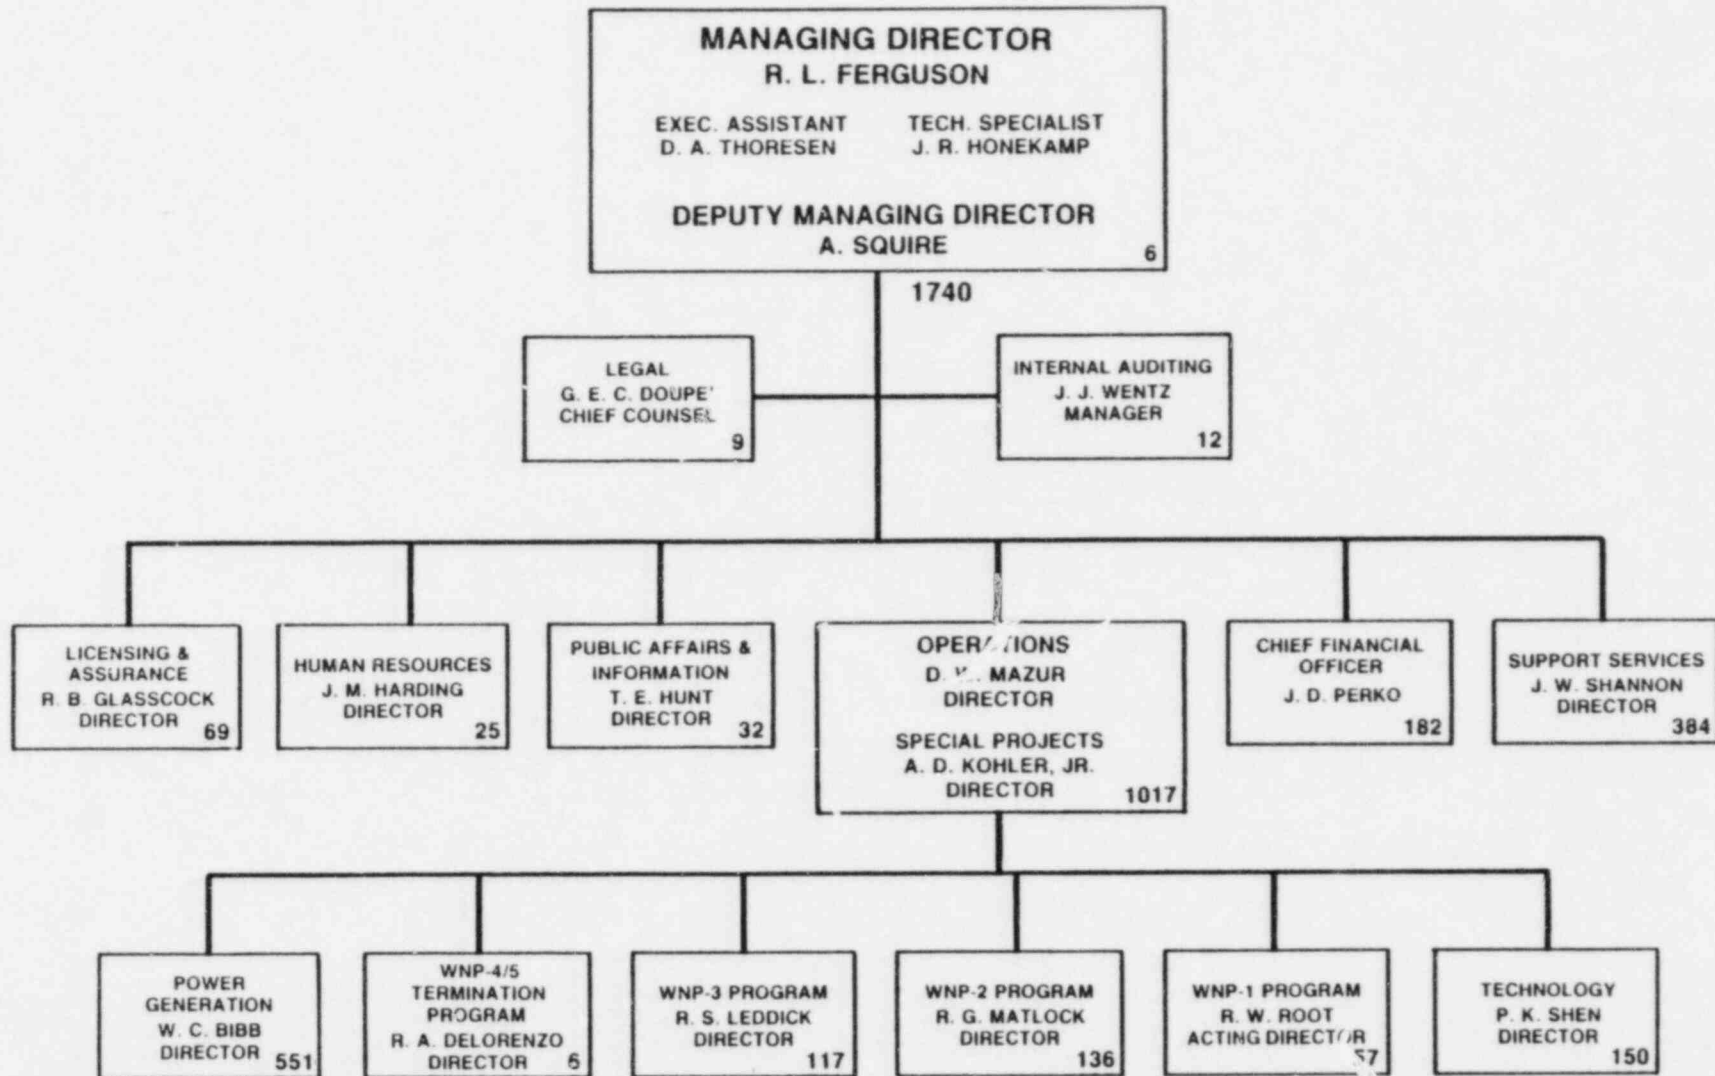 MANAGING DIRECTOR
R. L. FERGUSON
EXEC. ASSISTANT
D. A. THORESEN
TECH. SPECIALIST
J. R. HONEKAMP
DEPUTY MANAGING DIRECTOR
A. SQUIRE
6
1740
LEGAL
G. E. C. DOUPE'
CHIEF COUNSEL
9
INTERNAL AUDITING
J. J. WENTZ
MANAGER
12
LICENSING &
ASSURANCE
R. B. GLASSCOCK
DIRECTOR
69
HUMAN RESOURCES
J. M. HARDING
DIRECTOR
25
PUBLIC AFFAIRS &
INFORMATION
T. E. HUNT
DIRECTOR
32
OPERATIONS
D. MAZUR
DIRECTOR
SPECIAL PROJECTS
A. D. KOHLER, JR.
DIRECTOR
1017
CHIEF FINANCIAL
OFFICER
J. D. PERKO
182
SUPPORT SERVICES
J. W. SHANNON
DIRECTOR
384
POWER
GENERATION
W. C. BIBB
DIRECTOR
551
WNP-4/5
TERMINATION
PROGRAM
R. A. DELORENZO
DIRECTOR
6
WNP-3 PROGRAM
R. S. LEDDICK
DIRECTOR
117
WNP-2 PROGRAM
R. G. MATLOCK
DIRECTOR
136
WNP-1 PROGRAM
R. W. ROOT
ACTING DIRECTOR
TECHNOLOGY
P. K. SHEN
DIRECTOR
150